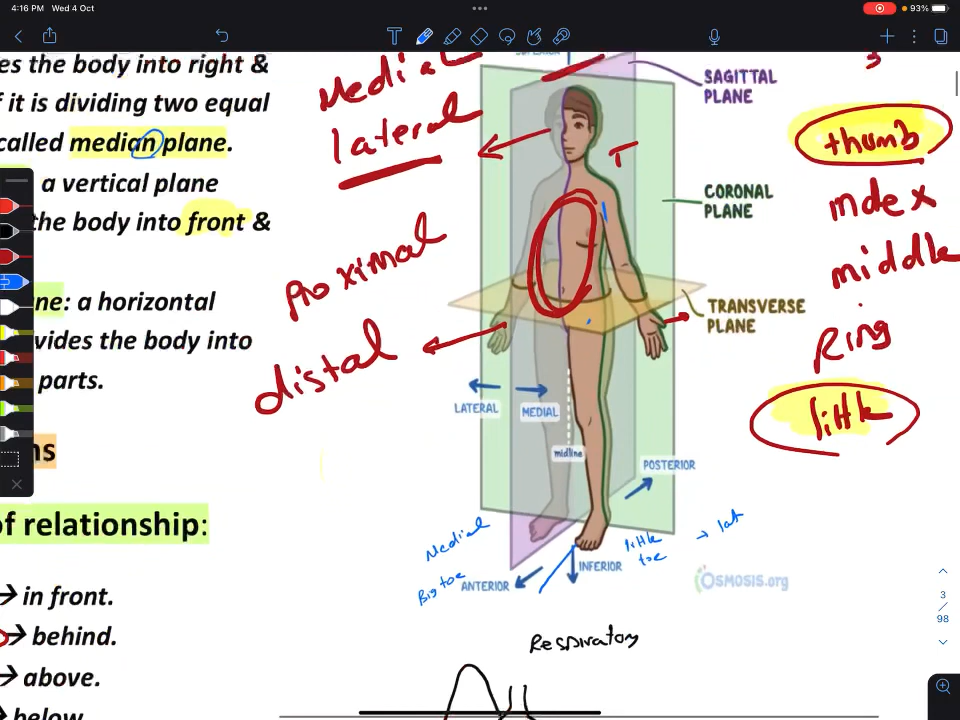 4:16 PM Wed 4 Oct
93%
es the body into right &
f it is dividing two equal
called median plane.
a vertical plane
the body into front &
ne: a horizontal
vides the body into
parts.
ns
of relationship:
→ in front.
→ behind.
→ above.
Medial
lateral
Proximal
distal
SAGITTAL
PLANE
CORONAL
PLANE
TRANSVERSE
PLANE
T
LATERAL
MEDIAL
midline
POSTERIOR
ANTERIOR
INFERIOR
Medial
Big toe
little
toe
→ lat
OSMOSIS.org
Respiratory
3
thumb
index
middle
Ring
little
3
/
98